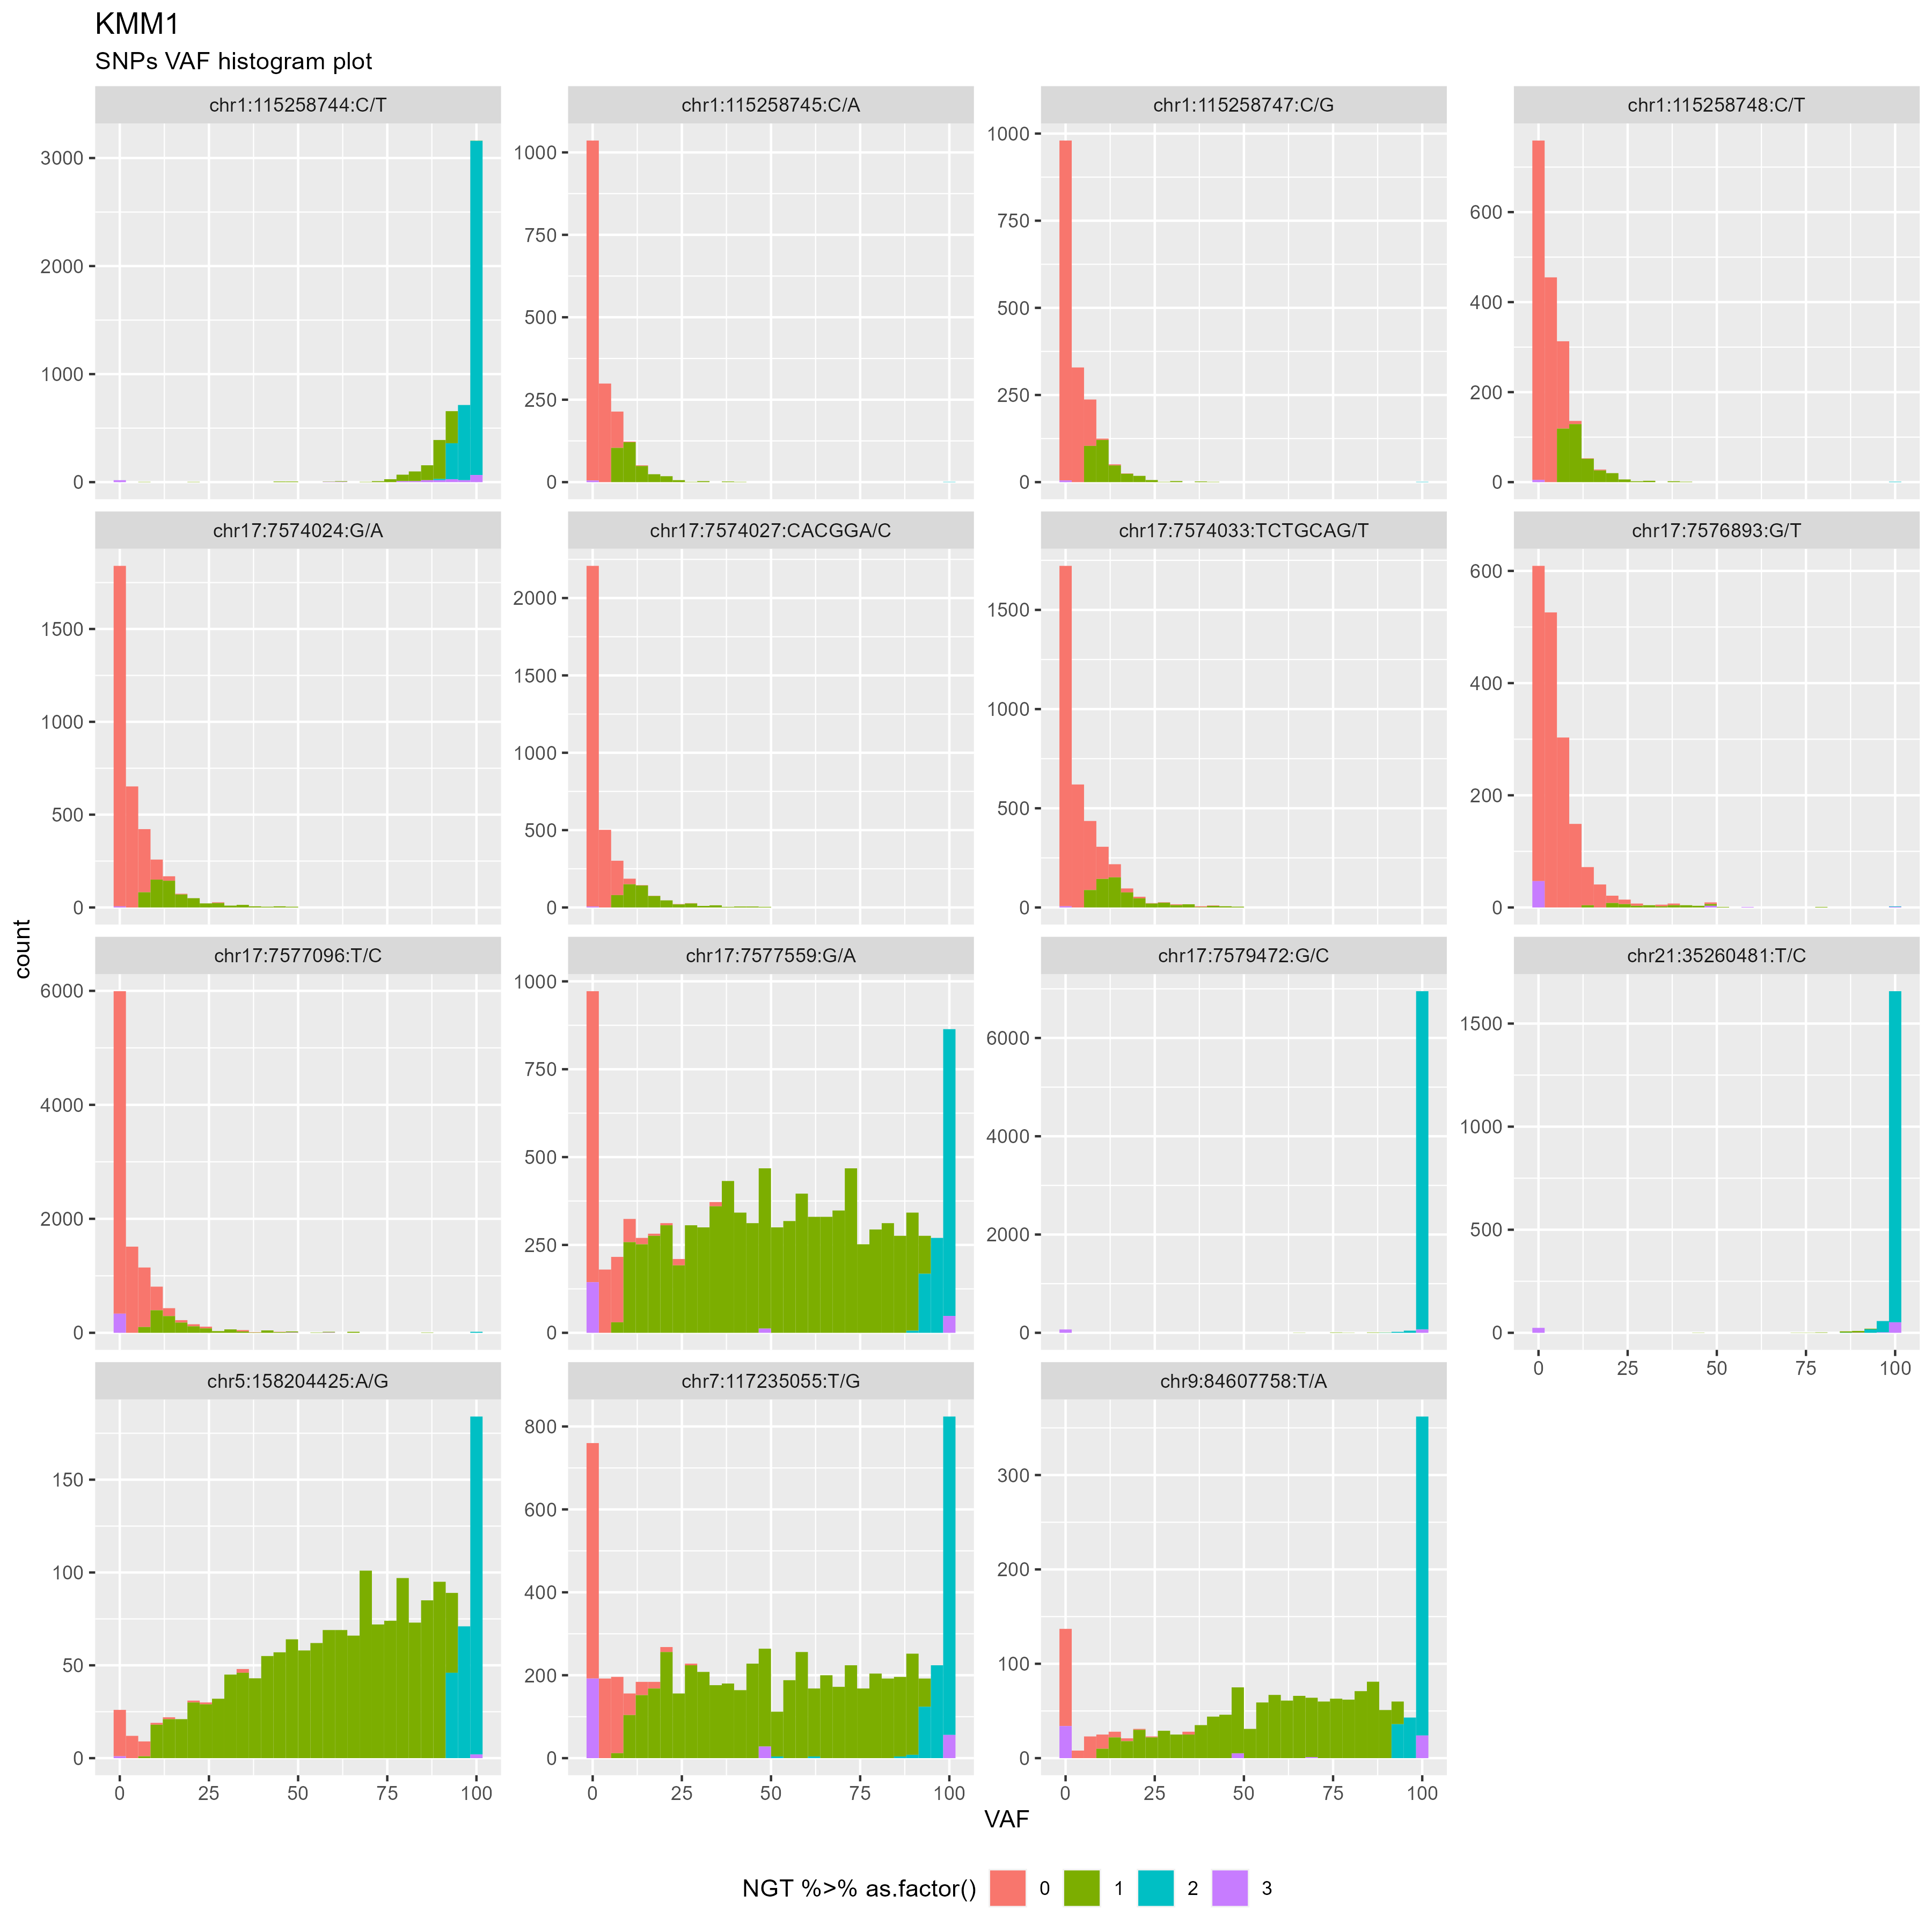 KMM1
SNPs VAF histogram plot
chr1:115258744:C/T
chr1:115258745:C/A
chr1:115258747:C/G
chr1:115258748:C/T
3000
2000
1000
0
1000
750
500
250
0
1000
750
500
250
0
600
400
200
0
chr17:7574024:G/A
chr17:7574027:CACGGA/C
chr17:7574033:TCTGCAG/T
chr17:7576893:G/T
1500
1000
500
0
2000
1500
1000
500
0
1500
1000
500
0
600
400
200
0
count
chr17:7577096:T/C
chr17:7577559:G/A
chr17:7579472:G/C
chr21:35260481:T/C
6000
4000
2000
0
1000
750
500
250
0
6000
4000
2000
0
1500
1000
500
0
0 25 50 75 100
chr5:158204425:A/G
chr7:117235055:T/G
chr9:84607758:T/A
150
100
50
0
800
600
400
200
0
300
200
100
0
0 25 50 75 100
0 25 50 75 100
0 25 50 75 100
VAF
NGT %>% as.factor() 0 1 2 3